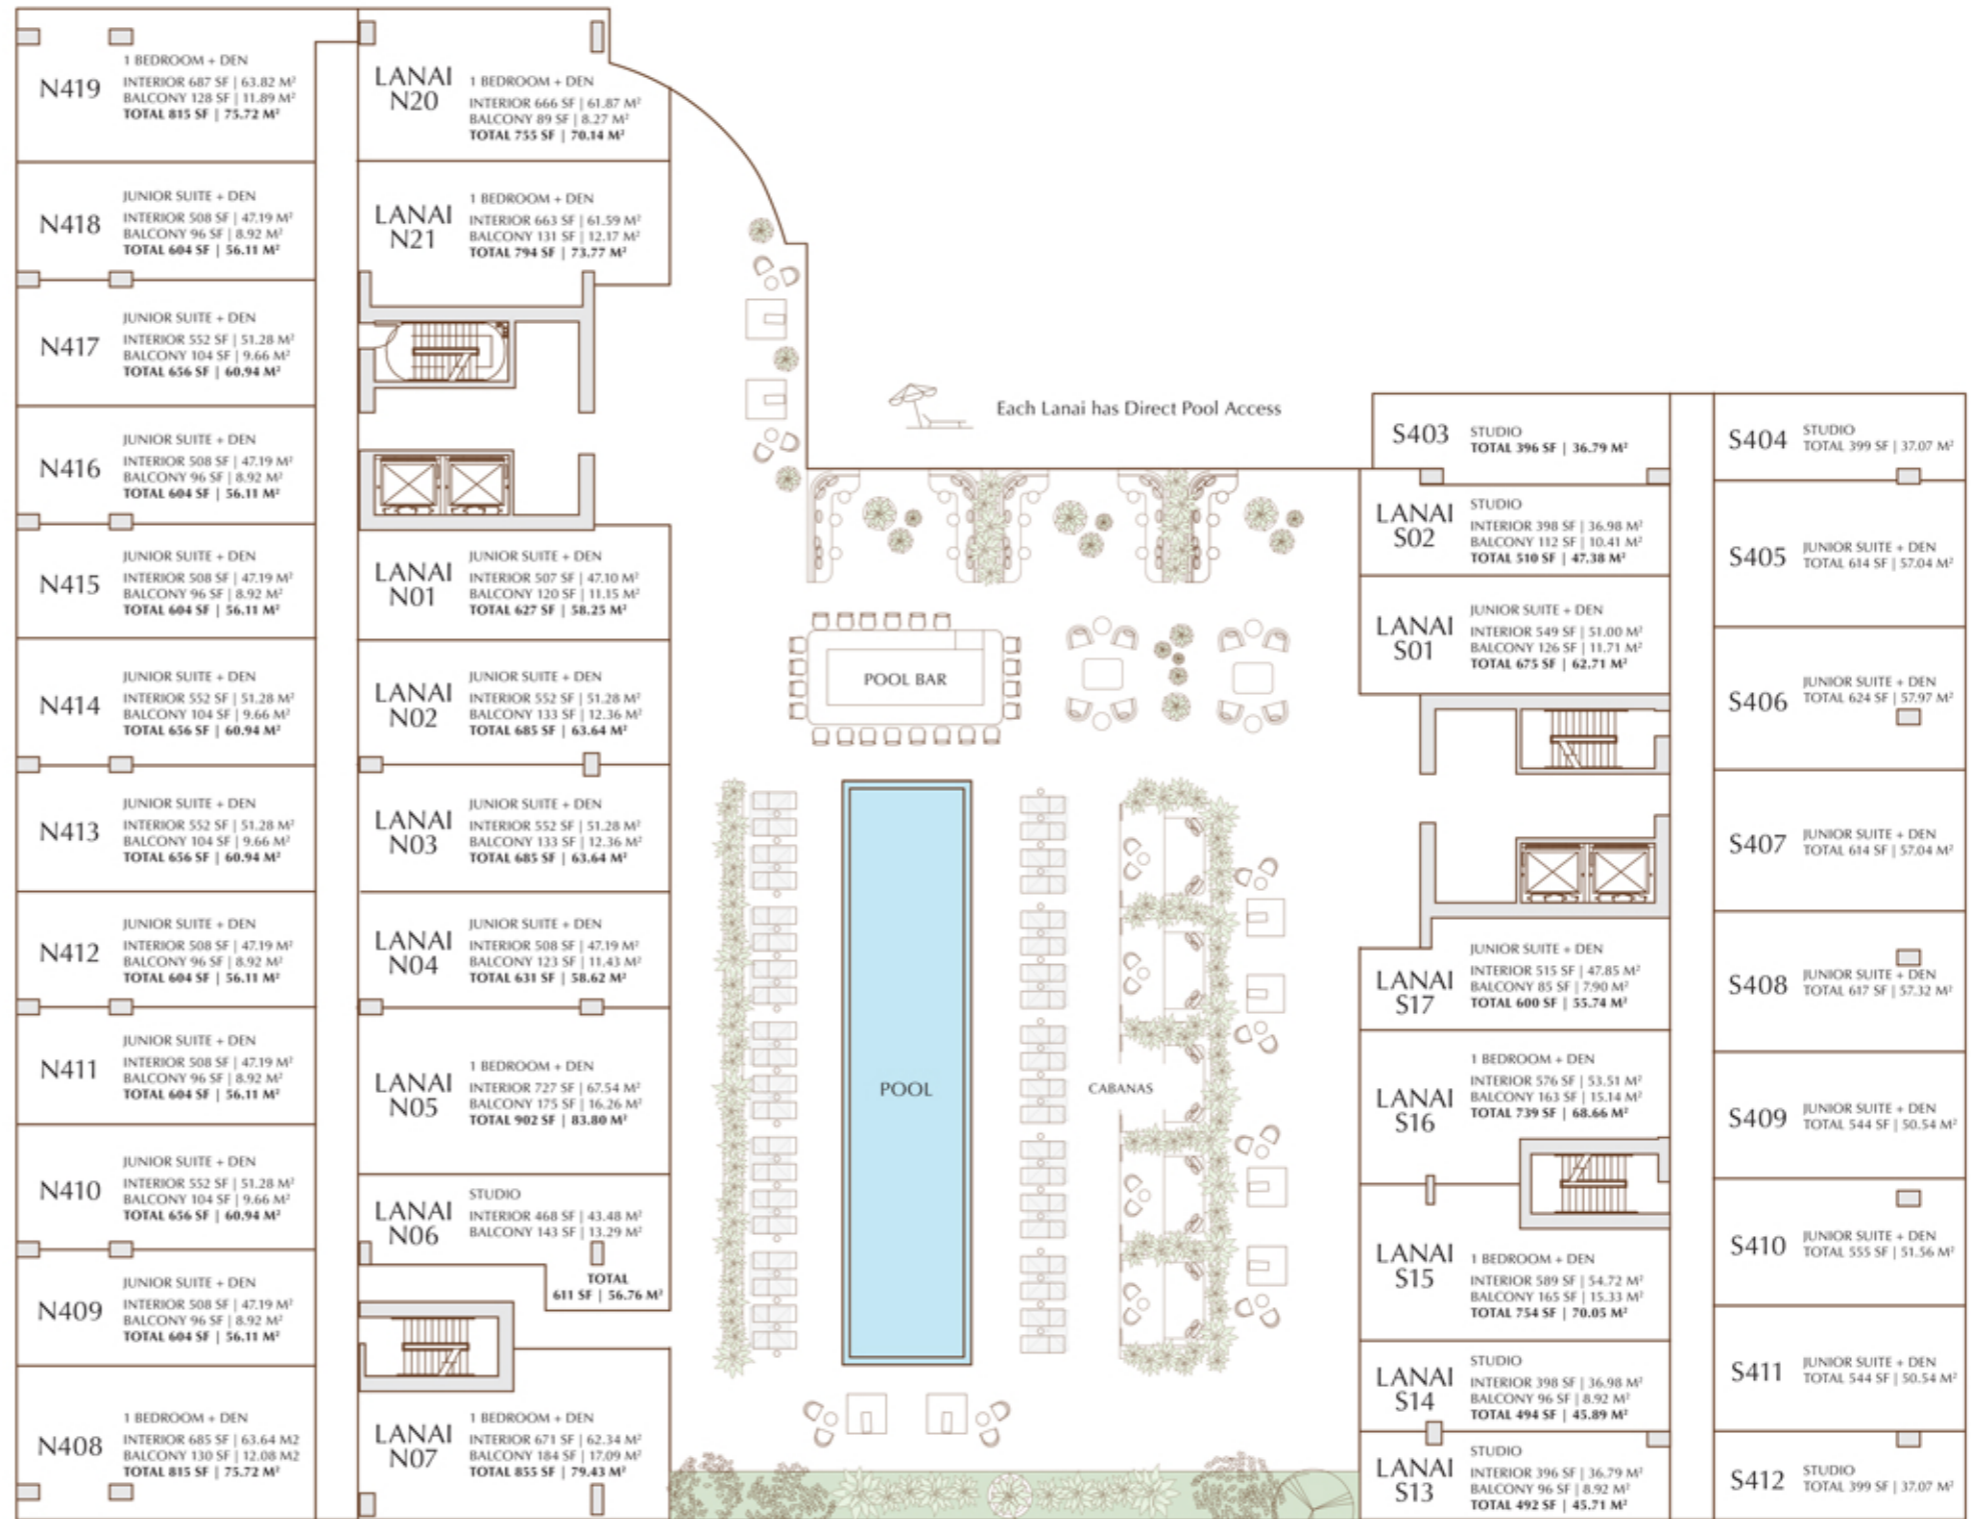 N419
1 BEDROOM + DEN
INTERIOR 687 SF | 63.82 M²
BALCONY 128 SF | 11.89 M²
TOTAL 815 SF | 75.72 M²
N418
JUNIOR SUITE + DEN
INTERIOR 508 SF | 47.19 M²
BALCONY 96 SF | 8.92 M²
TOTAL 604 SF | 56.11 M²
N417
JUNIOR SUITE + DEN
INTERIOR 552 SF | 51.28 M²
BALCONY 104 SF | 9.66 M²
TOTAL 656 SF | 60.94 M²
N416
JUNIOR SUITE + DEN
INTERIOR 508 SF | 47.19 M²
BALCONY 96 SF | 8.92 M²
TOTAL 604 SF | 56.11 M²
N415
JUNIOR SUITE + DEN
INTERIOR 508 SF | 47.19 M²
BALCONY 96 SF | 8.92 M²
TOTAL 604 SF | 56.11 M²
N414
JUNIOR SUITE + DEN
INTERIOR 552 SF | 51.28 M²
BALCONY 104 SF | 9.66 M²
TOTAL 656 SF | 60.94 M²
N413
JUNIOR SUITE + DEN
INTERIOR 552 SF | 51.28 M²
BALCONY 104 SF | 9.66 M²
TOTAL 656 SF | 60.94 M²
N412
JUNIOR SUITE + DEN
INTERIOR 508 SF | 47.19 M²
BALCONY 96 SF | 8.92 M²
TOTAL 604 SF | 56.11 M²
N411
JUNIOR SUITE + DEN
INTERIOR 508 SF | 47.19 M²
BALCONY 96 SF | 8.92 M²
TOTAL 604 SF | 56.11 M²
N410
JUNIOR SUITE + DEN
INTERIOR 552 SF | 51.28 M²
BALCONY 104 SF | 9.66 M²
TOTAL 656 SF | 60.94 M²
N409
JUNIOR SUITE + DEN
INTERIOR 508 SF | 47.19 M²
BALCONY 96 SF | 8.92 M²
TOTAL 604 SF | 56.11 M²
N408
1 BEDROOM + DEN
INTERIOR 685 SF | 63.64 M2
BALCONY 130 SF | 12.08 M2
TOTAL 815 SF | 75.72 M²
LANAI
N20
1 BEDROOM + DEN
INTERIOR 666 SF | 61.87 M²
BALCONY 89 SF | 8.27 M²
TOTAL 755 SF | 70.14 M²
LANAI
N21
1 BEDROOM + DEN
INTERIOR 663 SF | 61.59 M²
BALCONY 131 SF | 12.17 M²
TOTAL 794 SF | 73.77 M²
LANAI
N01
JUNIOR SUITE + DEN
INTERIOR 507 SF | 47.10 M²
BALCONY 120 SF | 11.15 M²
TOTAL 627 SF | 58.25 M²
LANAI
N02
JUNIOR SUITE + DEN
INTERIOR 552 SF | 51.28 M²
BALCONY 133 SF | 12.36 M²
TOTAL 685 SF | 63.64 M²
LANAI
N03
JUNIOR SUITE + DEN
INTERIOR 552 SF | 51.28 M²
BALCONY 133 SF | 12.36 M²
TOTAL 685 SF | 63.64 M²
LANAI
N04
JUNIOR SUITE + DEN
INTERIOR 508 SF | 47.19 M²
BALCONY 123 SF | 11.43 M²
TOTAL 631 SF | 58.62 M²
LANAI
N05
1 BEDROOM + DEN
INTERIOR 727 SF | 67.54 M²
BALCONY 175 SF | 16.26 M²
TOTAL 902 SF | 83.80 M²
LANAI
N06
STUDIO
INTERIOR 468 SF | 43.48 M²
BALCONY 143 SF | 13.29 M²
TOTAL
611 SF | 56.76 M²
LANAI
N07
1 BEDROOM + DEN
INTERIOR 671 SF | 62.34 M²
BALCONY 184 SF | 17.09 M²
TOTAL 855 SF | 79.43 M²
Each Lanai has Direct Pool Access
POOL BAR
POOL
CABANAS
S403
STUDIO
TOTAL 396 SF | 36.79 M²
LANAI
S02
STUDIO
INTERIOR 398 SF | 36.98 M²
BALCONY 112 SF | 10.41 M²
TOTAL 510 SF | 47.38 M²
LANAI
S01
JUNIOR SUITE + DEN
INTERIOR 549 SF | 51.00 M²
BALCONY 126 SF | 11.71 M²
TOTAL 675 SF | 62.71 M²
LANAI
S17
JUNIOR SUITE + DEN
INTERIOR 515 SF | 47.85 M²
BALCONY 85 SF | 7.90 M²
TOTAL 600 SF | 55.74 M²
LANAI
S16
1 BEDROOM + DEN
INTERIOR 576 SF | 53.51 M²
BALCONY 163 SF | 15.14 M²
TOTAL 739 SF | 68.66 M²
LANAI
S15
1 BEDROOM + DEN
INTERIOR 589 SF | 54.72 M²
BALCONY 165 SF | 15.33 M²
TOTAL 754 SF | 70.05 M²
LANAI
S14
STUDIO
INTERIOR 398 SF | 36.98 M²
BALCONY 96 SF | 8.92 M²
TOTAL 494 SF | 45.89 M²
LANAI
S13
STUDIO
INTERIOR 396 SF | 36.79 M²
BALCONY 96 SF | 8.92 M²
TOTAL 492 SF | 45.71 M²
S404
STUDIO
TOTAL 399 SF | 37.07 M²
S405
JUNIOR SUITE + DEN
TOTAL 614 SF | 57.04 M²
S406
JUNIOR SUITE + DEN
TOTAL 624 SF | 57.97 M²
S407
JUNIOR SUITE + DEN
TOTAL 614 SF | 57.04 M²
S408
JUNIOR SUITE + DEN
TOTAL 617 SF | 57.32 M²
S409
JUNIOR SUITE + DEN
TOTAL 544 SF | 50.54 M²
S410
JUNIOR SUITE + DEN
TOTAL 555 SF | 51.56 M²
S411
JUNIOR SUITE + DEN
TOTAL 544 SF | 50.54 M²
S412
STUDIO
TOTAL 399 SF | 37.07 M²